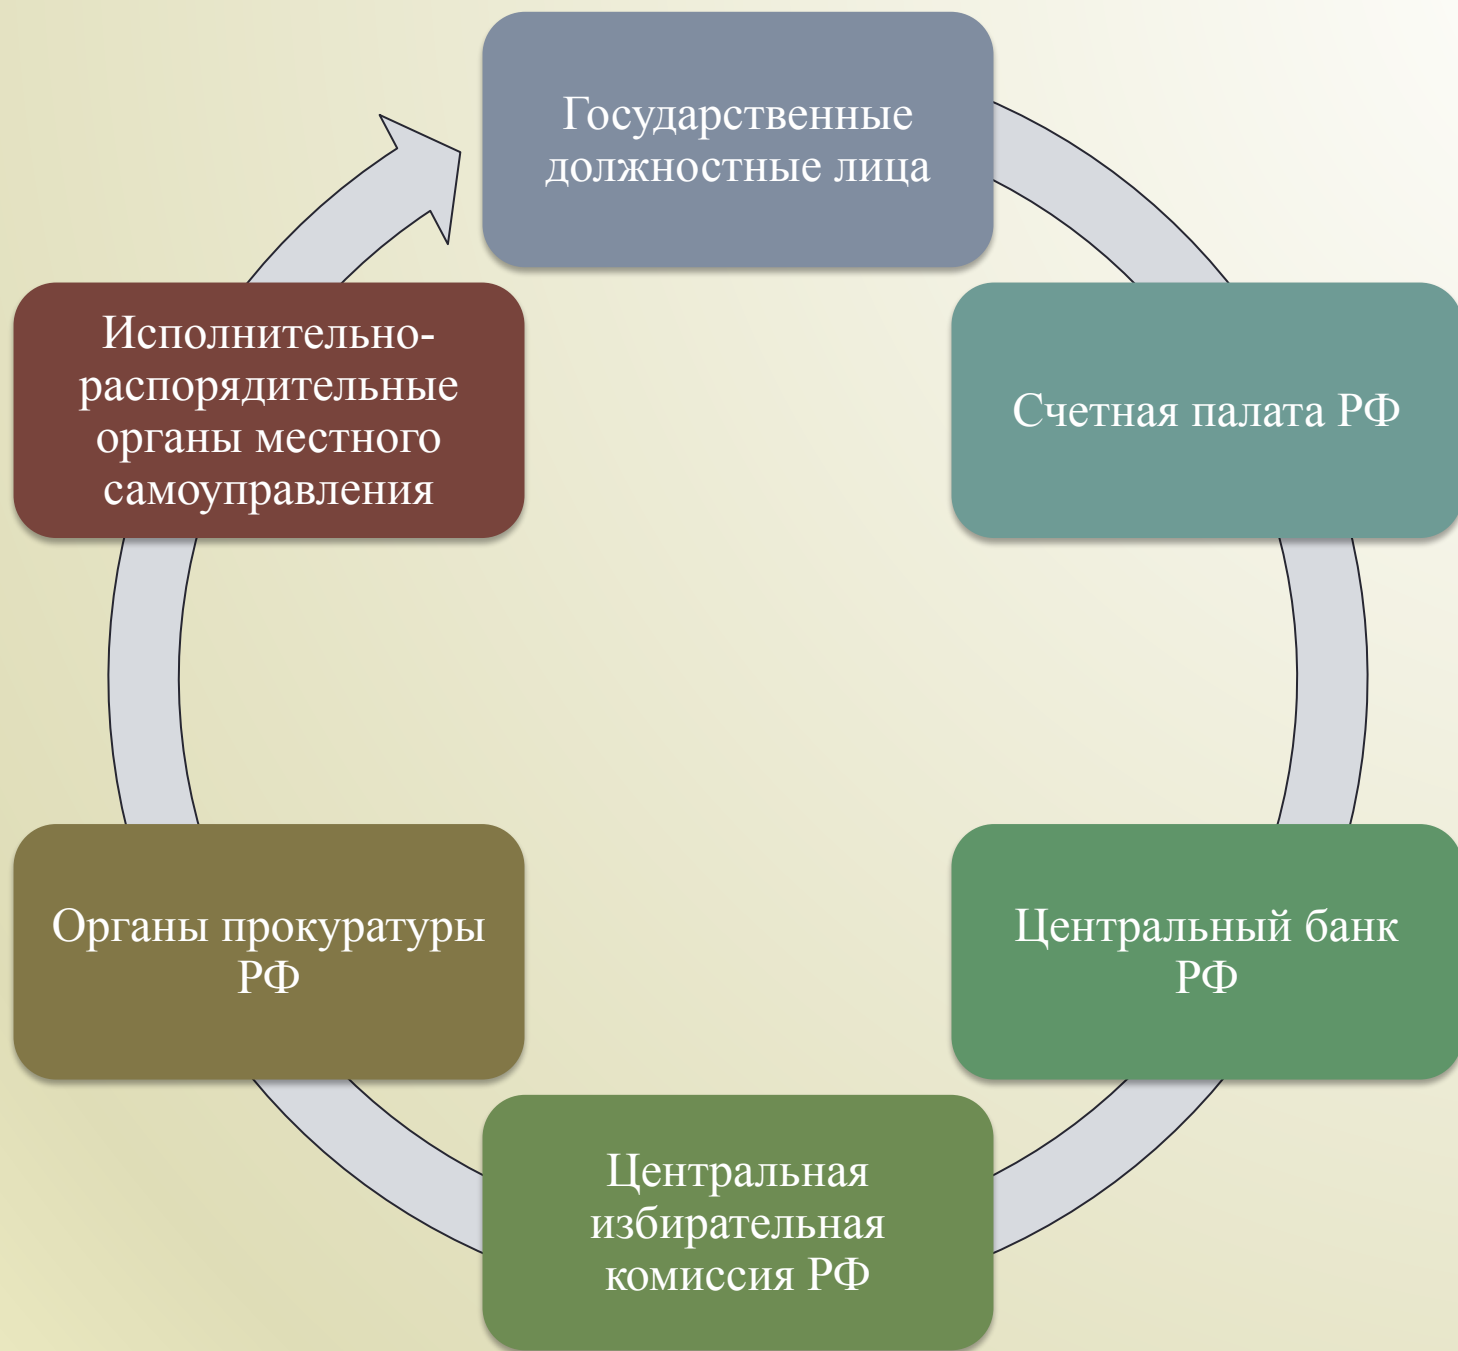 Государственные
должностные лица
Счетная палата РФ
Центральный банк
РФ
Центральная
избирательная
комиссия РФ
Органы прокуратуры
РФ
Исполнительно-
распорядительные
органы местного
самоуправления